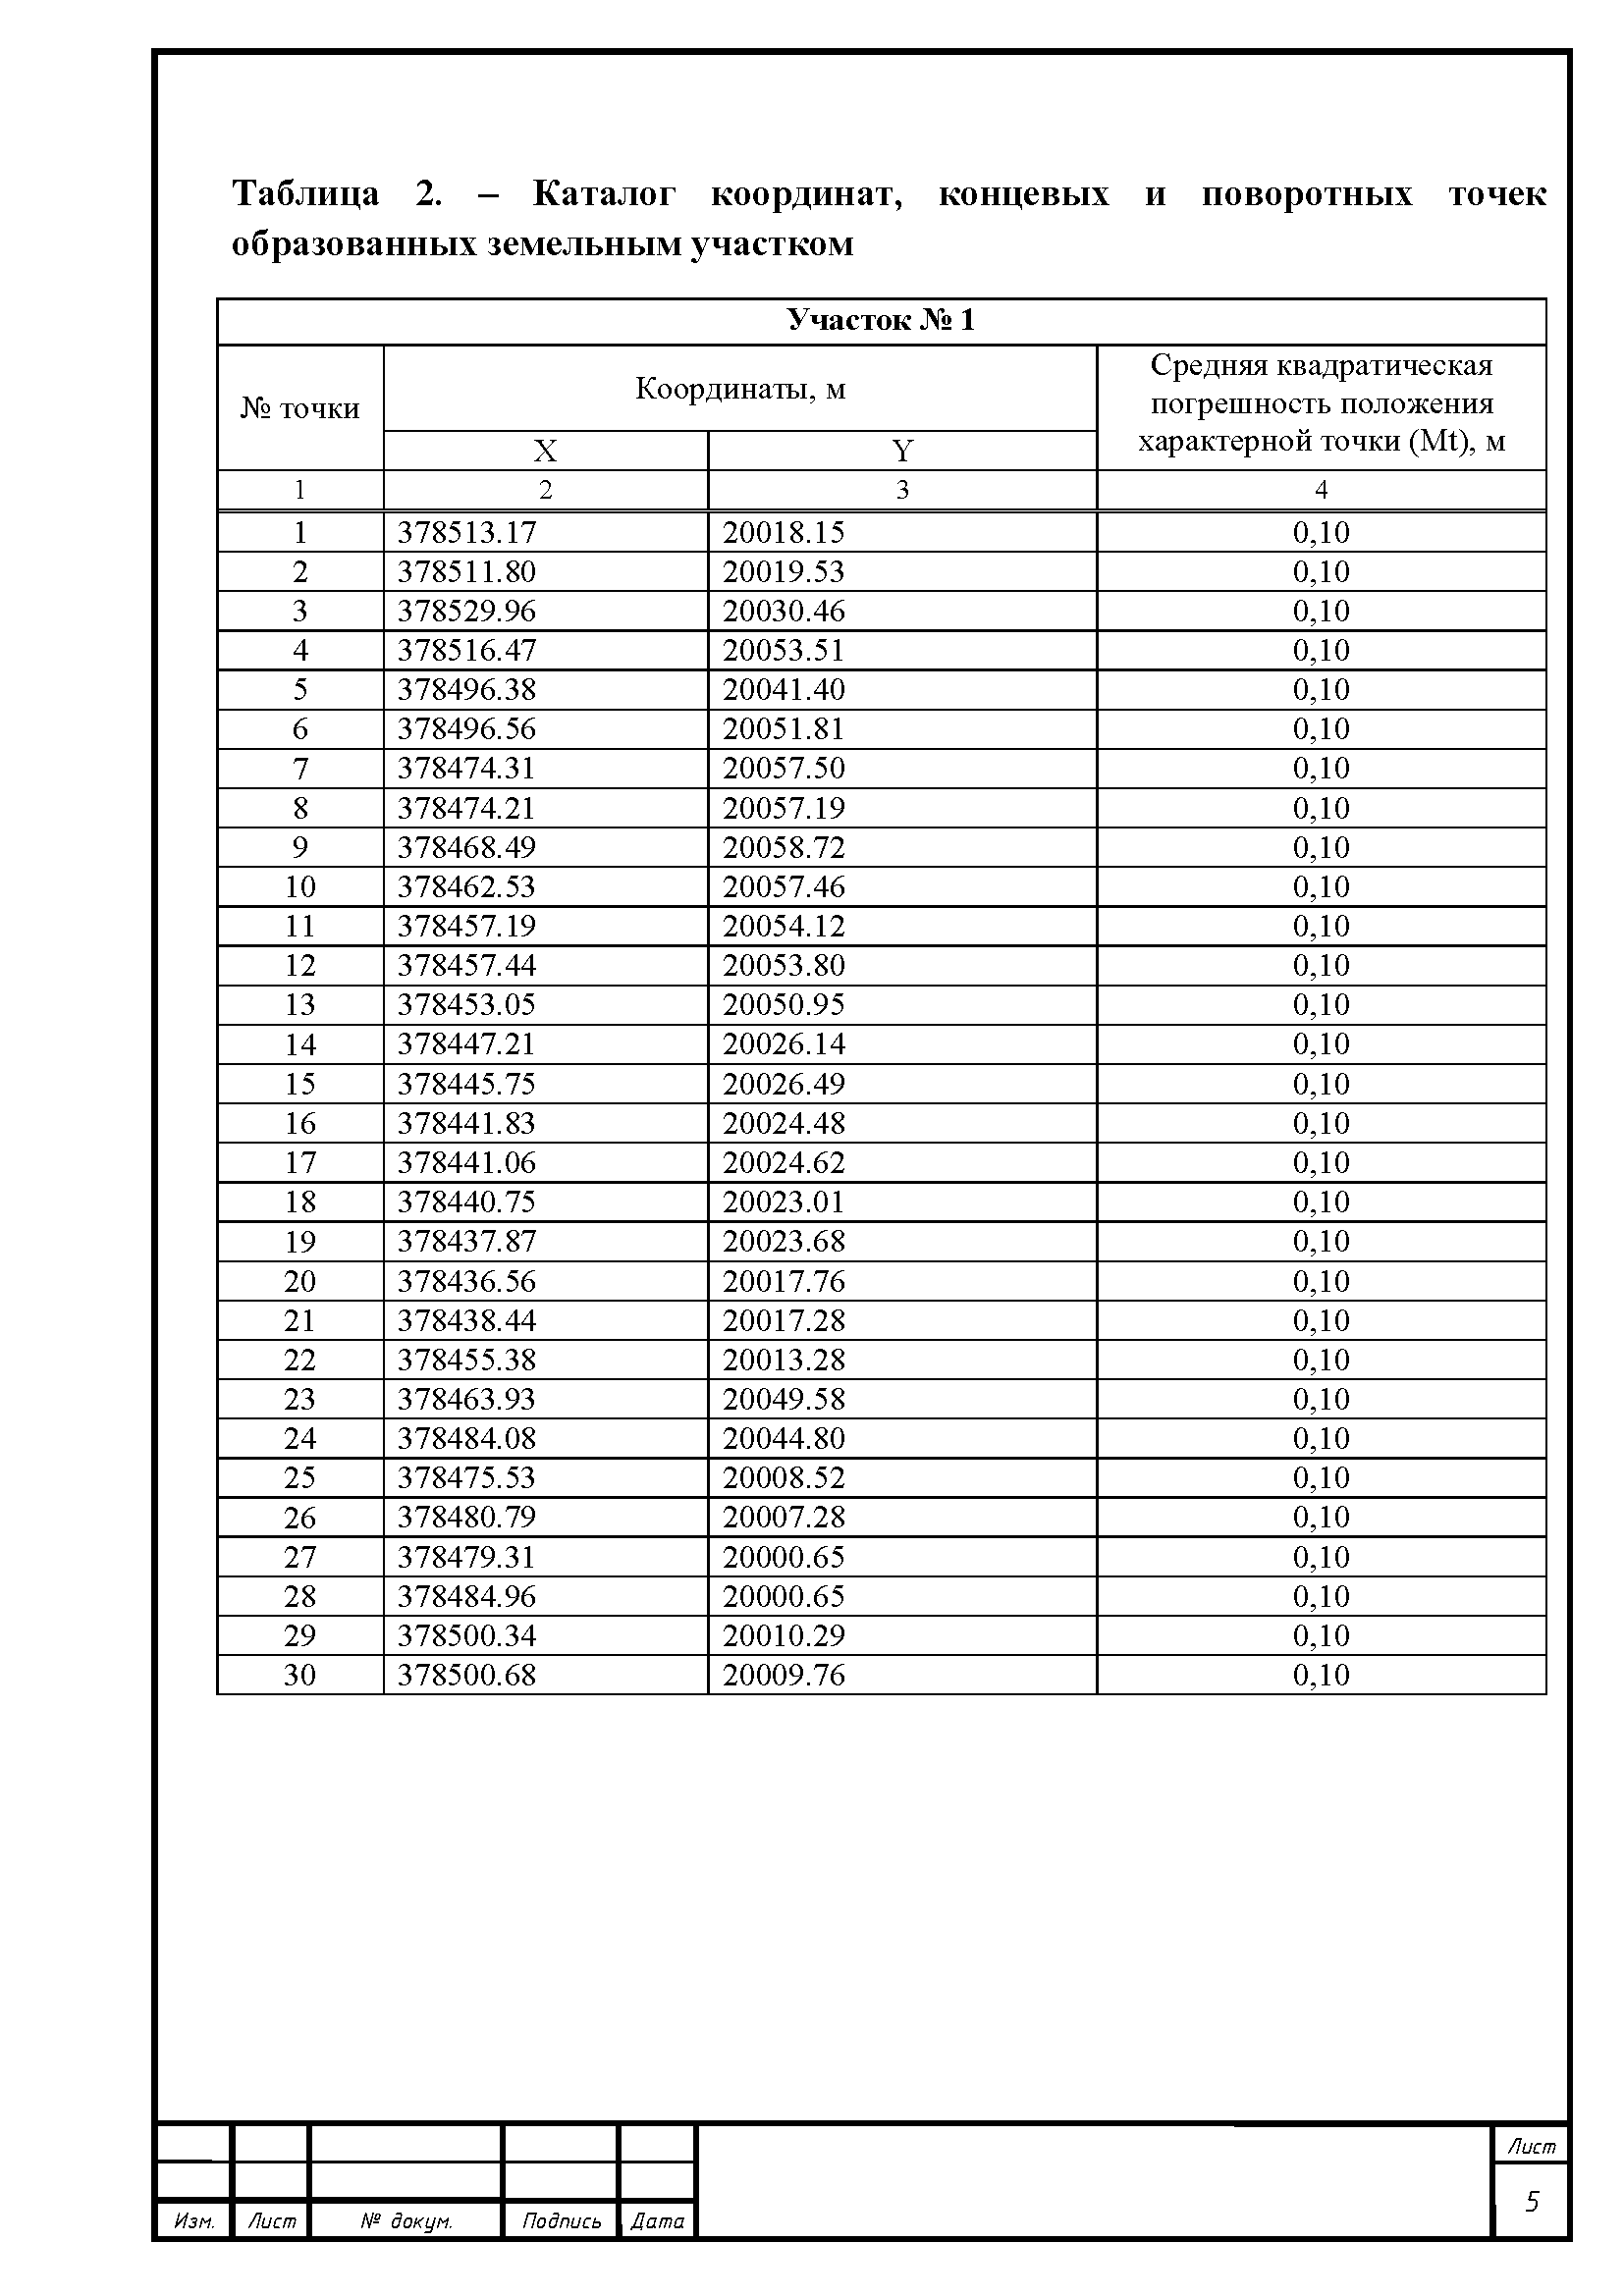 Таблица 2. – Каталог координат, концевых и поворотных точек
образованных земельным участком
Участок № 1
№ точки
Координаты, м
Средняя квадратическая
погрешность положения
характерной точки (Mt), м
X Y
1 2 3 4
1 378513.17 20018.15 0,10
2 378511.80 20019.53 0,10
3 378529.96 20030.46 0,10
4 378516.47 20053.51 0,10
5 378496.38 20041.40 0,10
6 378496.56 20051.81 0,10
7 378474.31 20057.50 0,10
8 378474.21 20057.19 0,10
9 378468.49 20058.72 0,10
10 378462.53 20057.46 0,10
11 378457.19 20054.12 0,10
12 378457.44 20053.80 0,10
13 378453.05 20050.95 0,10
14 378447.21 20026.14 0,10
15 378445.75 20026.49 0,10
16 378441.83 20024.48 0,10
17 378441.06 20024.62 0,10
18 378440.75 20023.01 0,10
19 378437.87 20023.68 0,10
20 378436.56 20017.76 0,10
21 378438.44 20017.28 0,10
22 378455.38 20013.28 0,10
23 378463.93 20049.58 0,10
24 378484.08 20044.80 0,10
25 378475.53 20008.52 0,10
26 378480.79 20007.28 0,10
27 378479.31 20000.65 0,10
28 378484.96 20000.65 0,10
29 378500.34 20010.29 0,10
30 378500.68 20009.76 0,10
Лист
5
Изм. Лист № докум. Подпись Дата